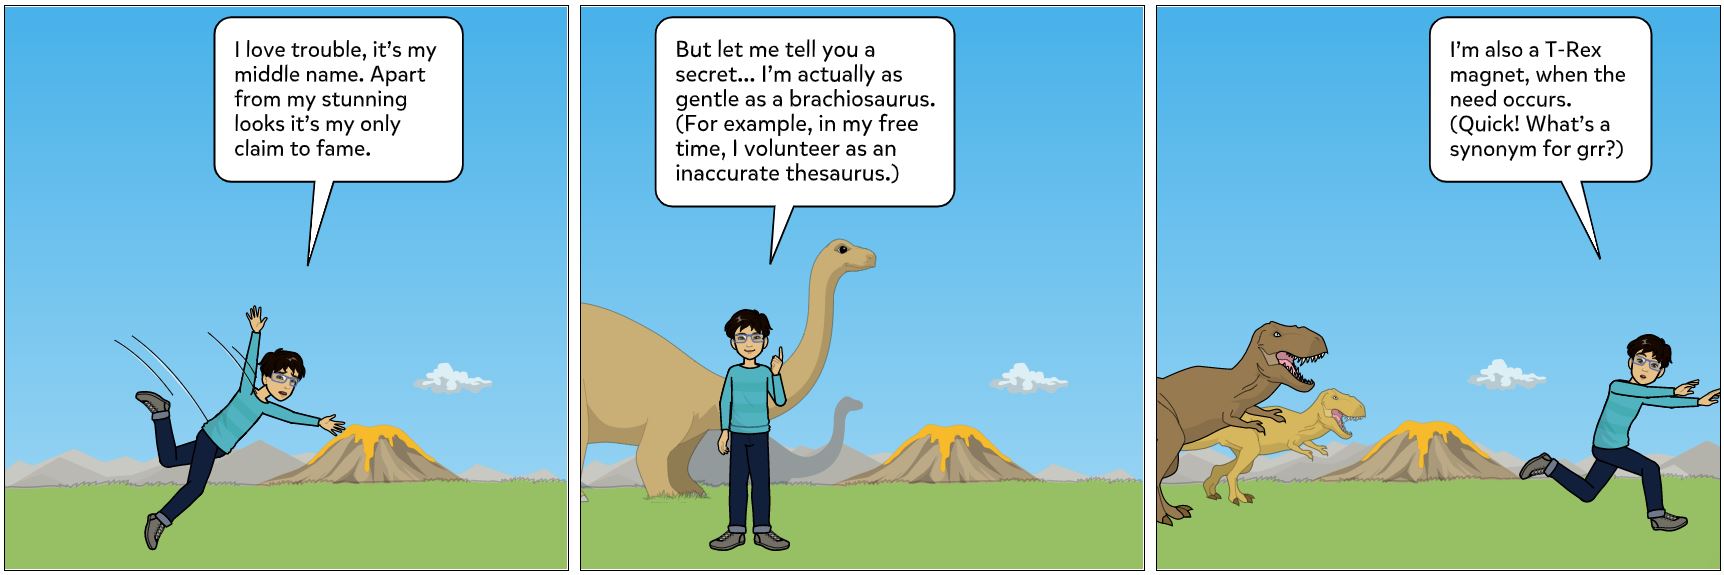 I love trouble, it's my
middle name. Apart
from my stunning
looks it's my only
claim to fame.
But let me tell you a
secret... I'm actually as
gentle as a brachiosaurus.
(For example, in my free
time, I volunteer as an
inaccurate thesaurus.)
I'm also a T-Rex
magnet, when the
need occurs.
(Quick! What's a
synonym for grr?)